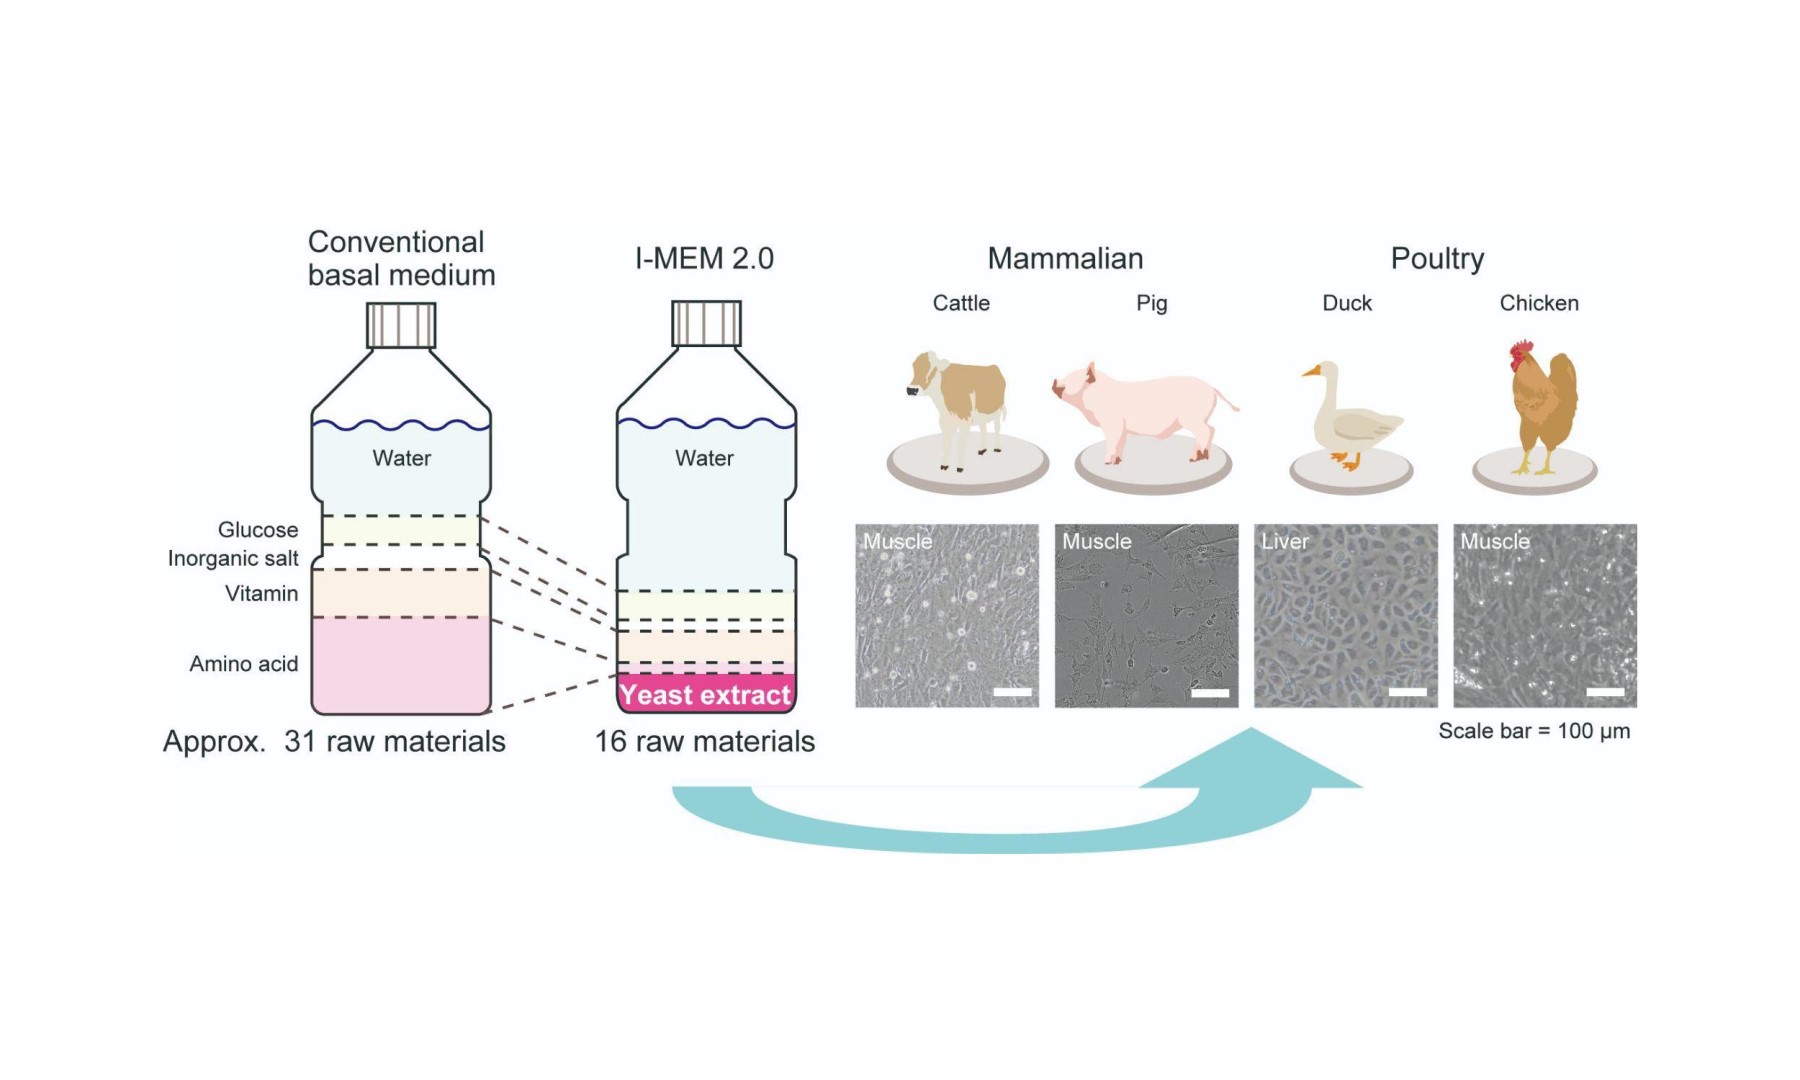 Conventional
basal medium
I-MEM 2.0
Mammalian
Poultry
Cattle
Pig
Duck
Chicken
Water
Water
Glucose
Inorganic salt
Vitamin
Amino acid
Yeast extract
Muscle
Muscle
Liver
Muscle
Approx. 31 raw materials
16 raw materials
Scale bar = 100 µm